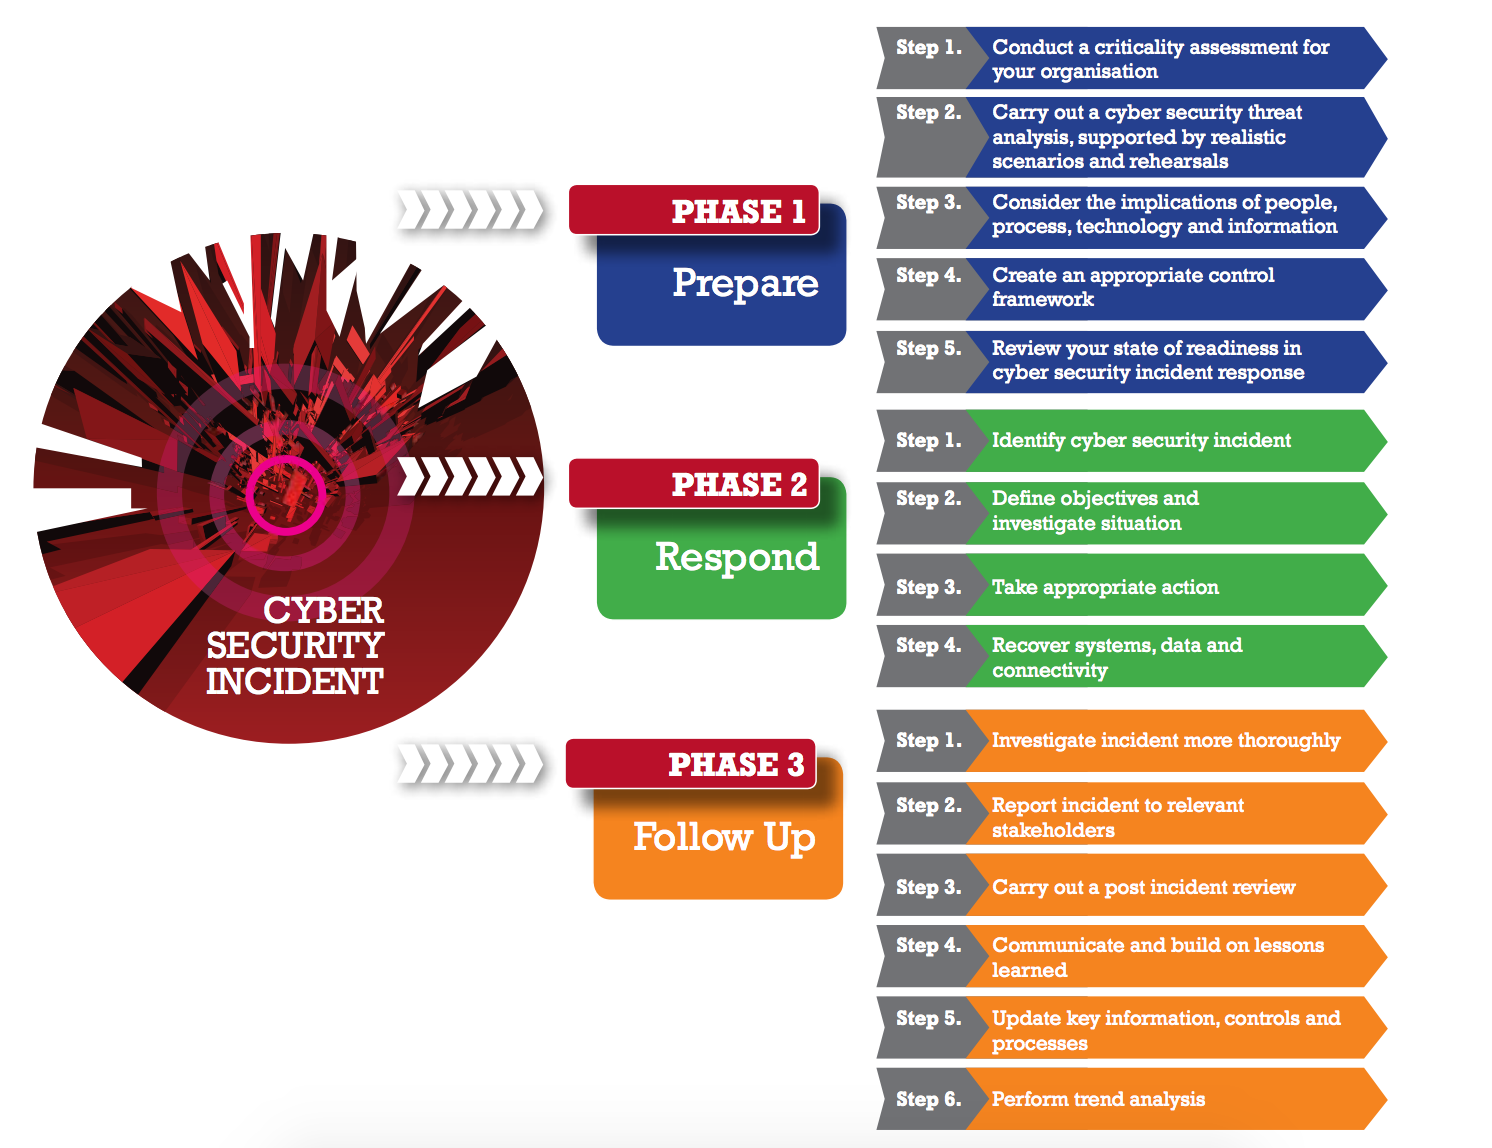 CYBER
SECURITY
INCIDENT
PHASE 1
Prepare
Step 1. Conduct a criticality assessment for
your organisation
Step 2. Carry out a cyber security threat
analysis, supported by realistic
scenarios and rehearsals
Step 3. Consider the implications of people,
process, technology and information
Step 4. Create an appropriate control
framework
Step 5. Review your state of readiness in
cyber security incident response
PHASE 2
Respond
Step 1. Identify cyber security incident
Step 2. Define objectives and
investigate situation
Step 3. Take appropriate action
Step 4. Recover systems, data and
connectivity
PHASE 3
Follow Up
Step 1. Investigate incident more thoroughly
Step 2. Report incident to relevant
stakeholders
Step 3. Carry out a post incident review
Step 4. Communicate and build on lessons
learned
Step 5. Update key information, controls and
processes
Step 6. Perform trend analysis